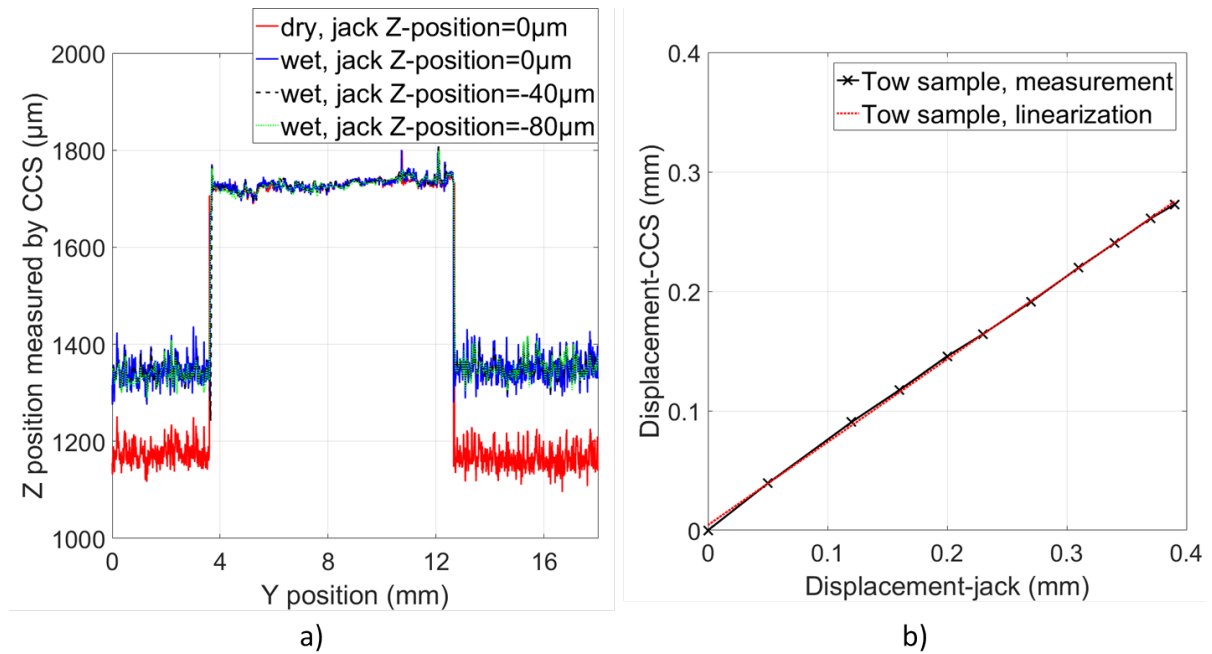 dry, jack Z-position=0µm
wet, jack Z-position=0µm
wet, jack Z-position=-40µm
wet, jack Z-position=-80µm
Z position measured by CCS (µm)
2000
1800
1600
1400
1200
1000
0
4
8
12
16
Y position (mm)
a)
Tow sample, measurement
Tow sample, linearization
Displacement-CCS (mm)
0.4
0.3
0.2
0.1
0
0
0.1
0.2
0.3
0.4
Displacement-jack (mm)
b)